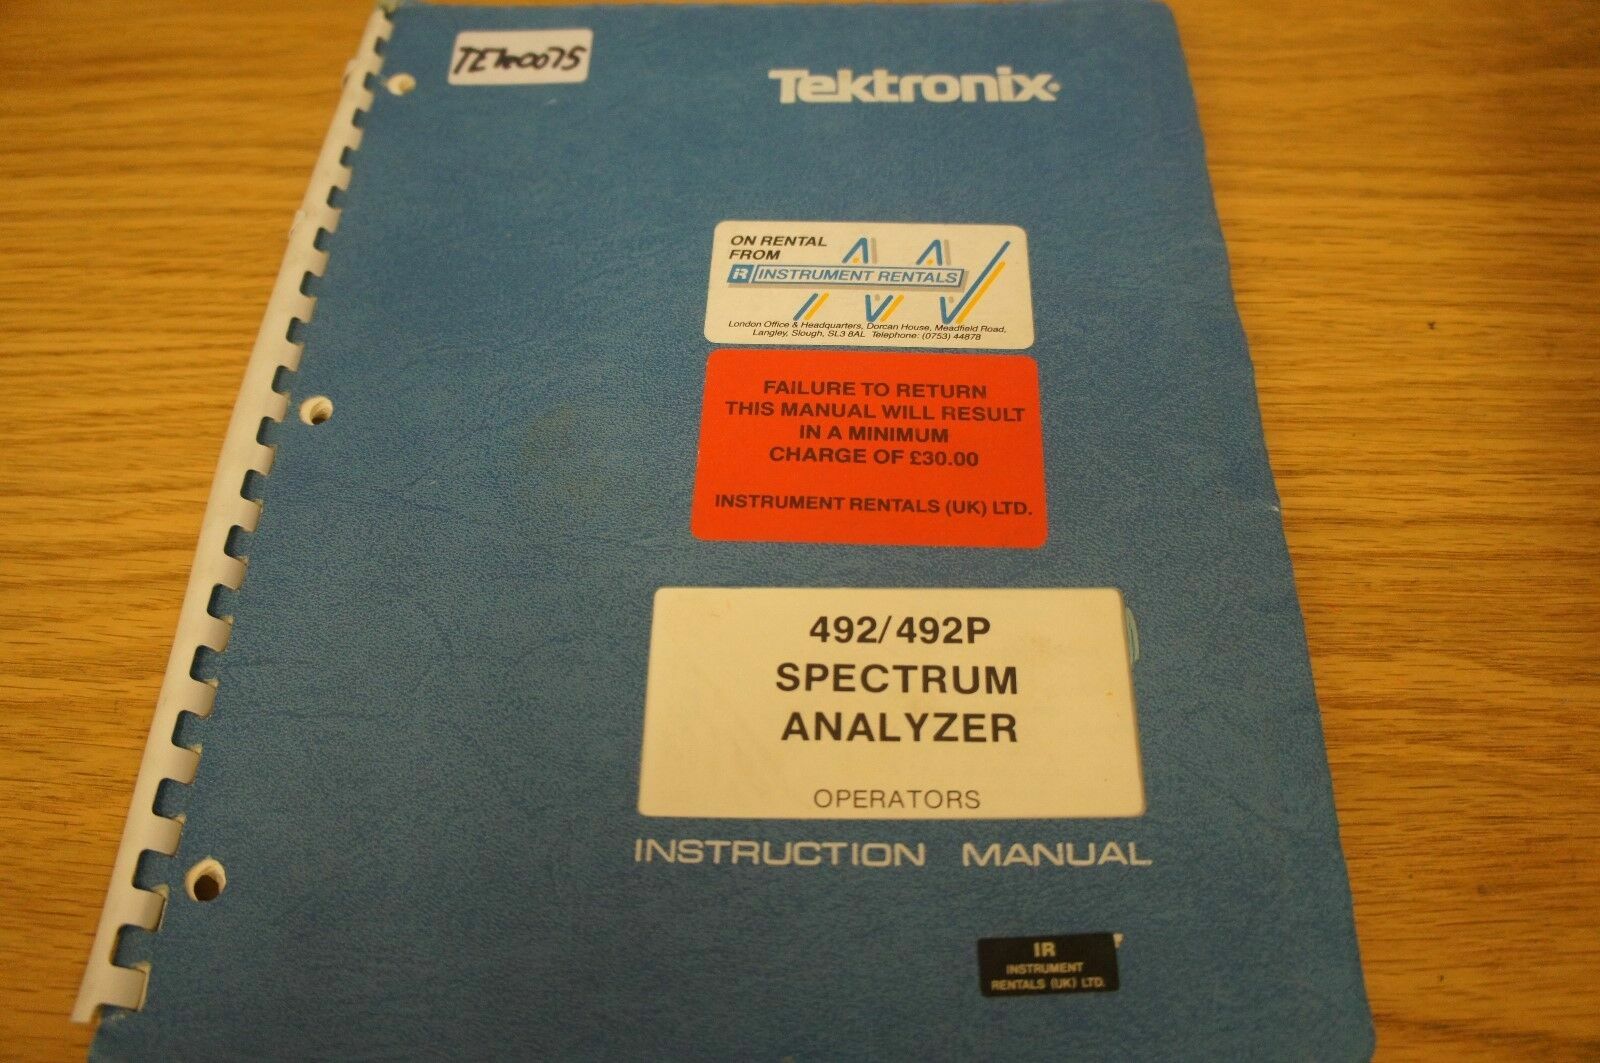 TEK0075
Tektronix
ON RENTAL
FROM
iR INSTRUMENT RENTALS
London Office & Headquarters, Dorcan House, Meadfield Road,
Langley, Slough, SL3 8AL Telephone: (0753) 44878
FAILURE TO RETURN
THIS MANUAL WILL RESULT
IN A MINIMUM
CHARGE OF £30.00
INSTRUMENT RENTALS (UK) LTD.
492/492P
SPECTRUM
ANALYZER
OPERATORS
INSTRUCTION MANUAL
IR
INSTRUMENT
RENTALS (UK) LTD.